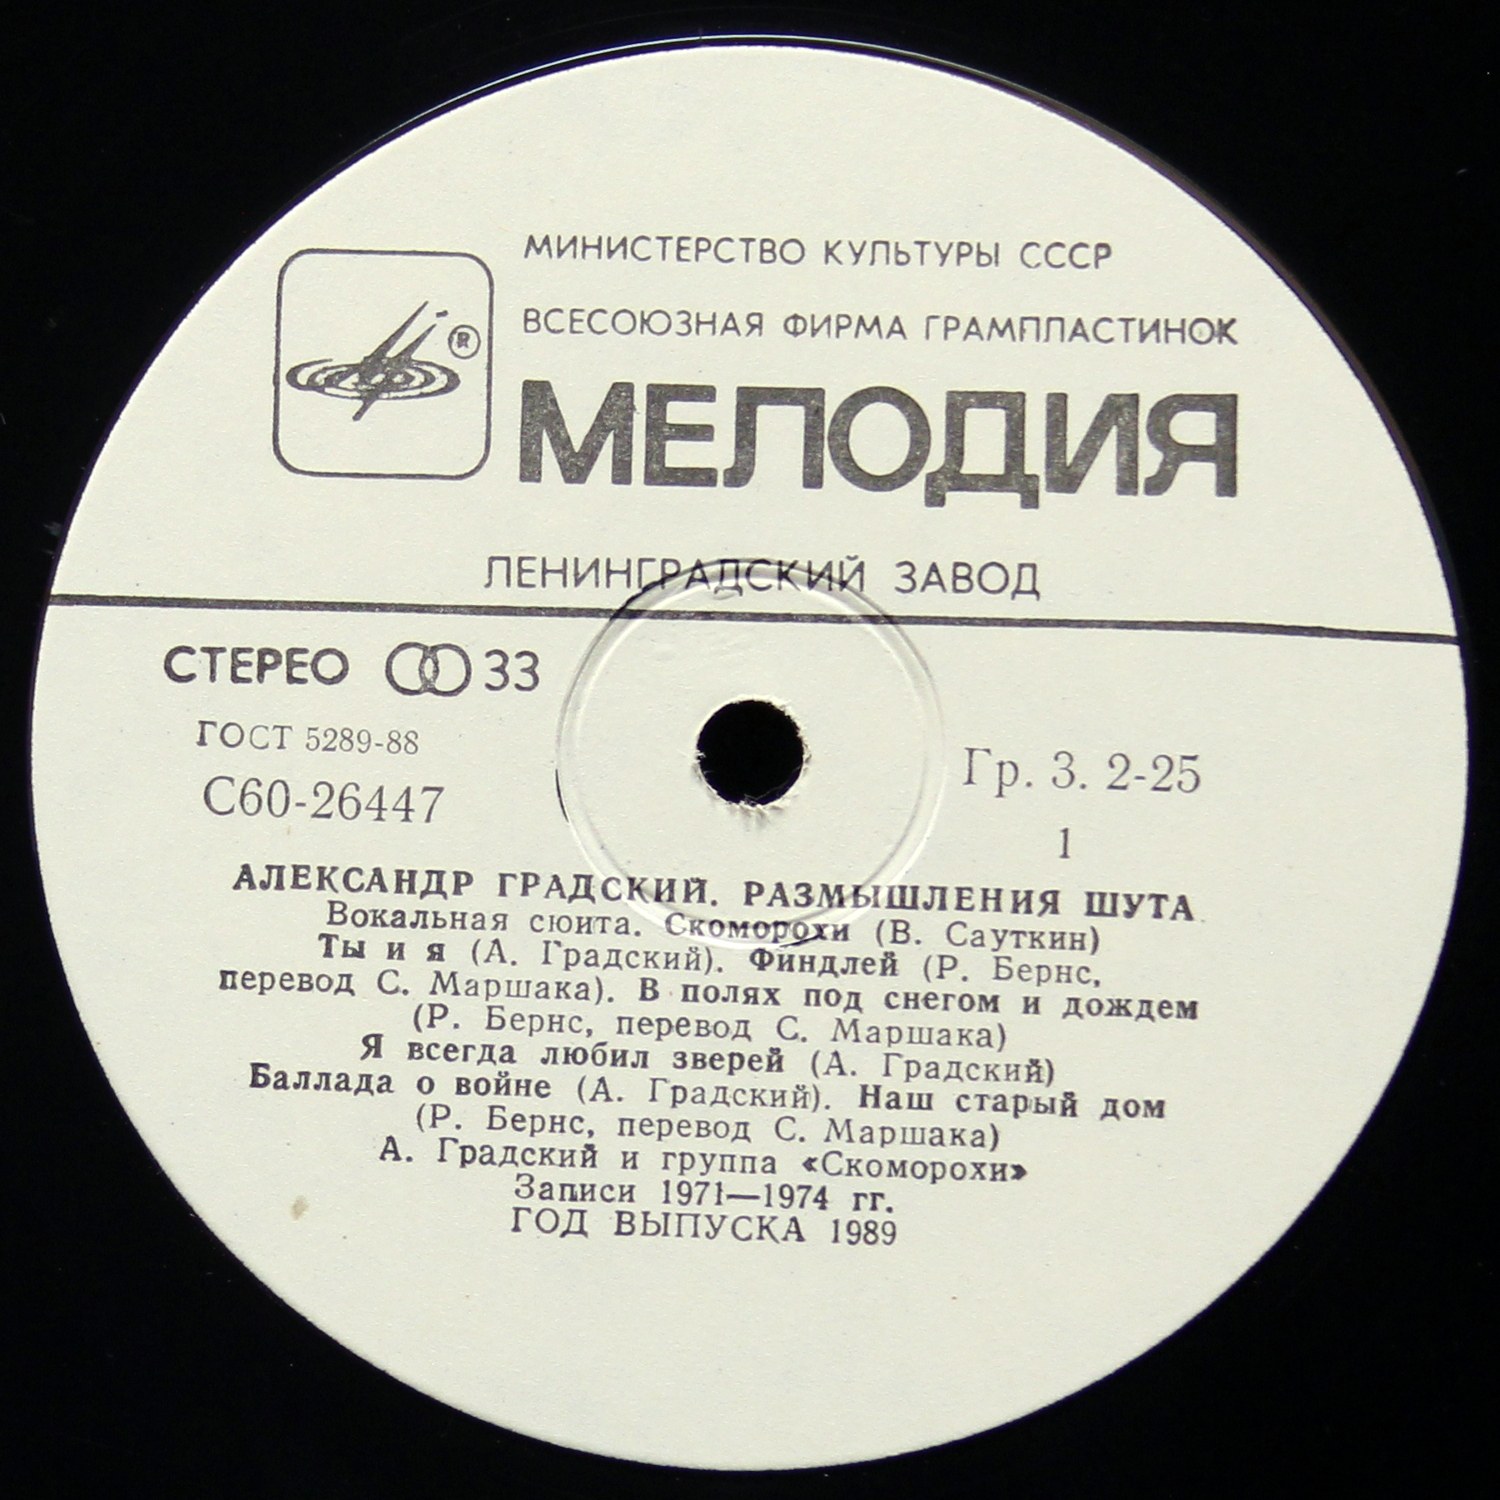 МИНИСТЕРСТВО КУЛЬТУРЫ СССР
ВСЕСОЮЗНАЯ ФИРМА ГРАМПЛАСТИНОК
®
МЕЛОДИЯ
ЛЕНИНГРАДСКИЙ ЗАВОД
СТЕРЕО 33
ГОСТ 5289-88
С60-26447
Гр. 3. 2-25
1
АЛЕКСАНДР ГРАДСКИЙ. РАЗМЫШЛЕНИЯ ШУТА
Вокальная сюита. Скоморохи (В. Сауткин)
Ты и я (А. Градский). Финдлей (Р. Бернс,
перевод С. Маршака). В полях под снегом и дождем
(Р. Бернс, перевод С. Маршака)
Я всегда любил зверей (А. Градский)
Баллада о войне (А. Градский). Наш старый дом
(Р. Бернс, перевод С. Маршака)
А. Градский и группа «Скоморохи»
Записи 1971—1974 гг.
ГОД ВЫПУСКА 1989